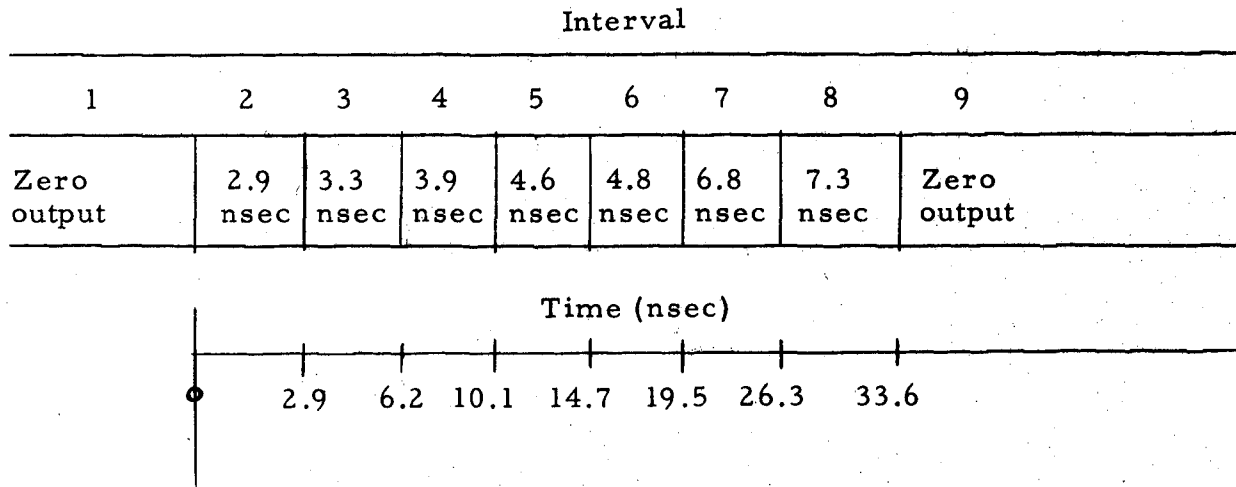 Interval
1 2 3 4 5 6 7 8 9
Zero output 2.9 nsec 3.3 nsec 3.9 nsec 4.6 nsec 4.8 nsec 6.8 nsec 7.3 nsec Zero output
Time (nsec)
0 2.9 6.2 10.1 14.7 19.5 26.3 33.6